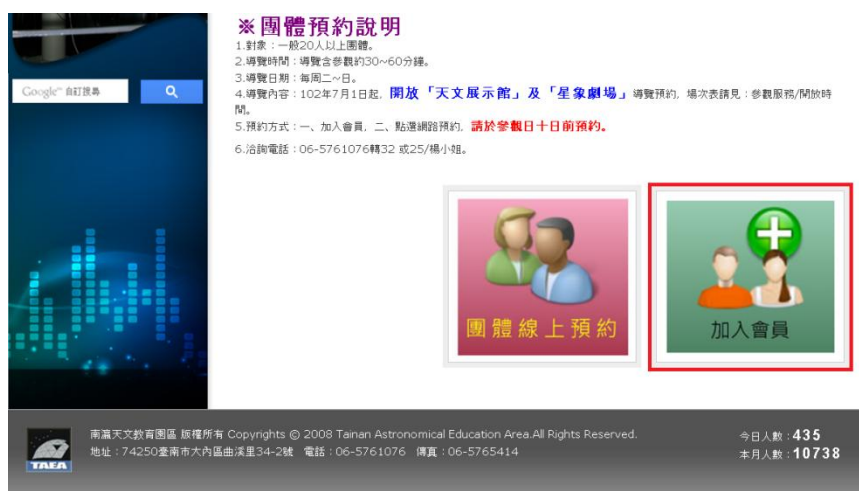 ※團體預約說明
1.對象：一般20人以上團體。
2.導覽時間：導覽含參觀約30~60分鐘。
3.導覽日期：每周二~日。
4.導覽內容：102年7月1日起, 開放「天文展示館」及「星象劇場」導覽預約, 場次表請見：參觀服務/開放時
間。
5.預約方式：一、加入會員, 二、點選網路預約, 請於參觀日十日前預約。
6.洽詢電話：06-5761076轉32 或25/楊小姐。
Google™ 自訂搜尋
團體線上預約
加入會員
南瀛天文教育園區 版權所有 Copyrights © 2008 Tainan Astronomical Education Area.All Rights Reserved.
地址：74250臺南市大內區曲溪里34-2號 電話：06-5761076 傳真：06-5765414
今日人數：435
本月人數：10738
TAEA